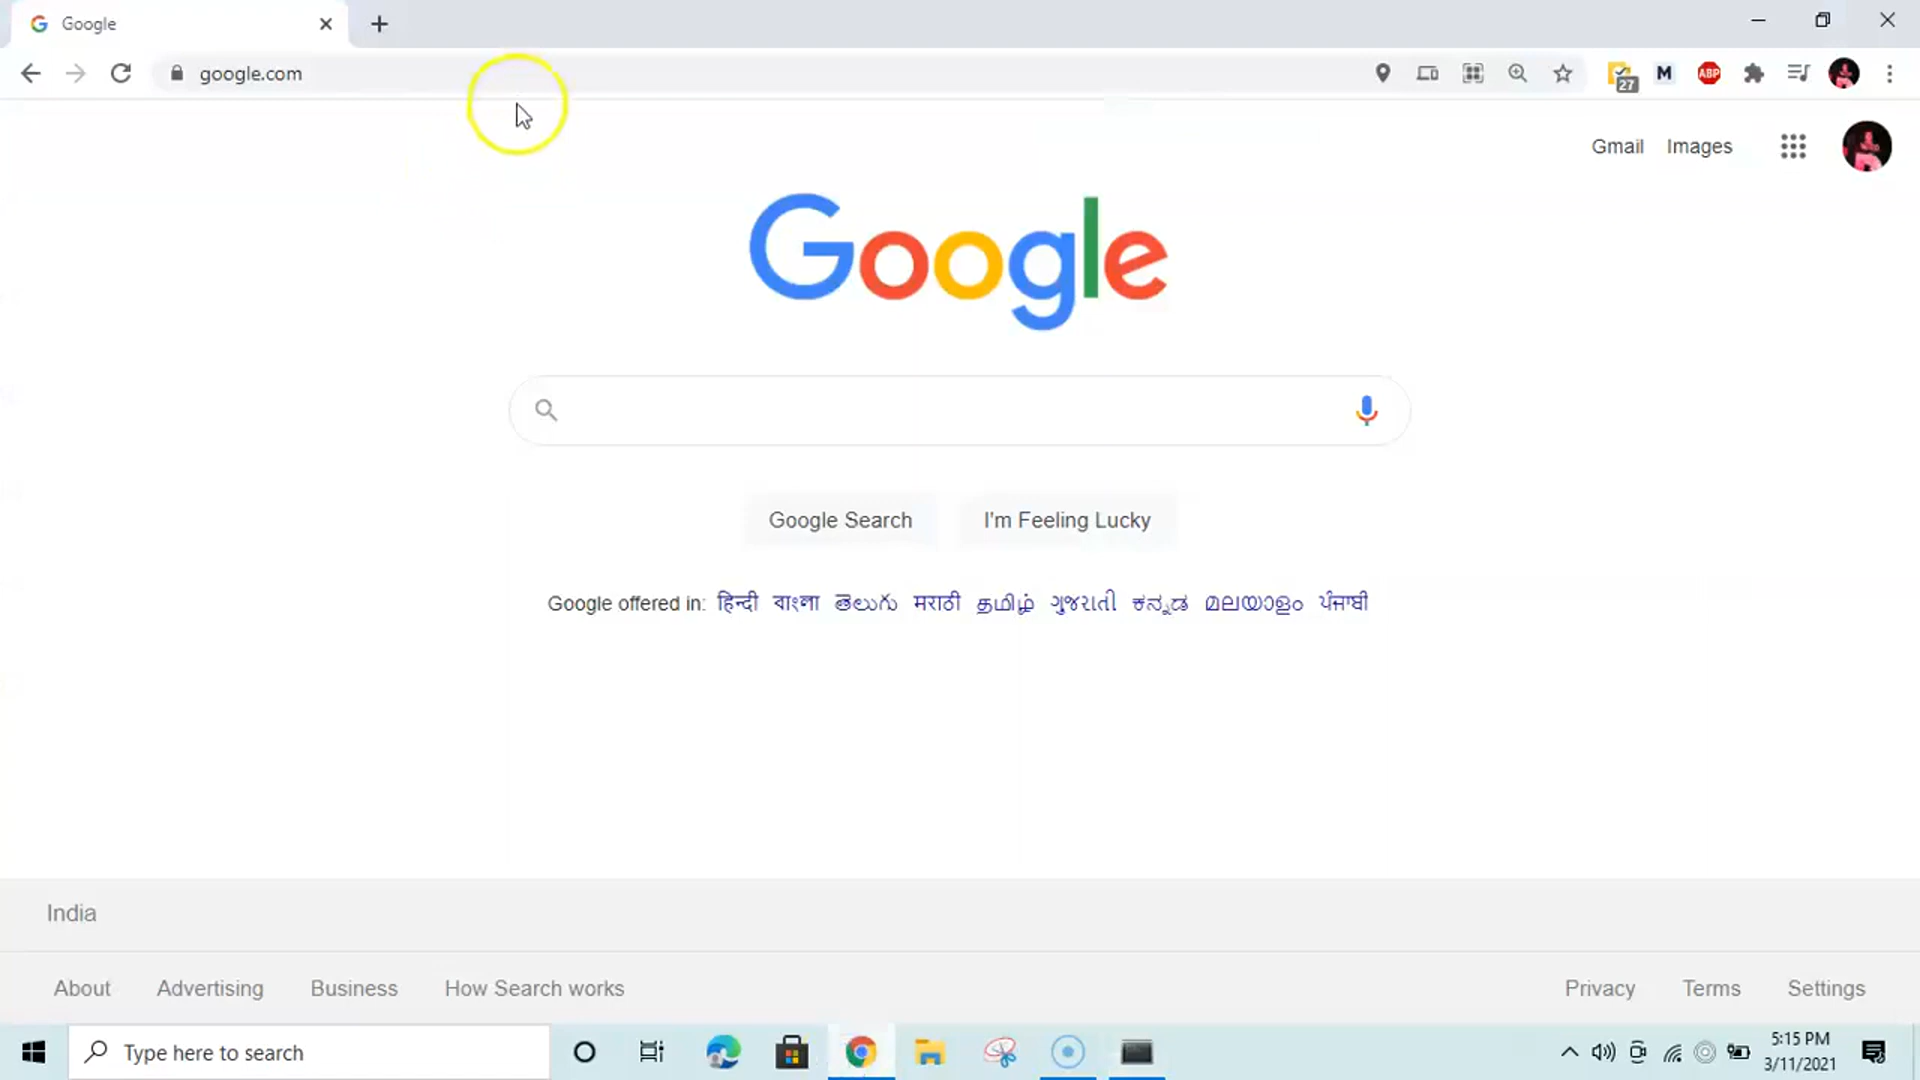 Google
google.com
27
M
ABP
Gmail
Images
Google
Google Search
I'm Feeling Lucky
Google offered in: हिन्दी বাংলা తెలుగు मराठी தமிழ் ગુજરાતી ಕನ್ನಡ മലയാളം ਪੰਜਾਬੀ
India
About
Advertising
Business
How Search works
Privacy
Terms
Settings
Type here to search
5:15 PM
3/11/2021